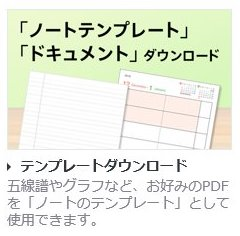 「ノートテンプレート」
「ドキュメント」ダウンロード
テンプレートダウンロード
五線譜やグラフなど、お好みのPDF
を「ノートのテンプレート」として
使用できます。